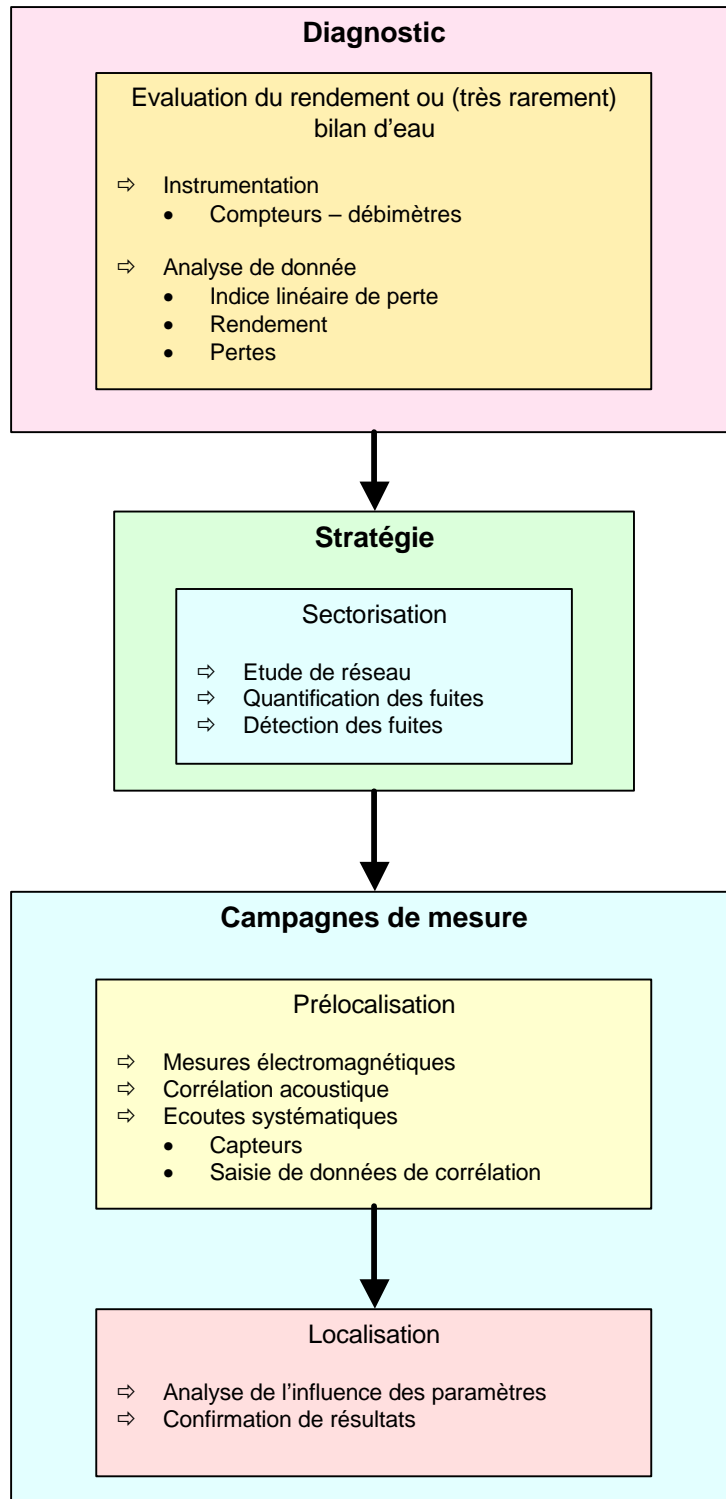 Diagnostic
Evaluation du rendement ou (très rarement)
bilan d’eau
⇨ Instrumentation
• Compteurs – débimètres
⇨ Analyse de donnée
• Indice linéaire de perte
• Rendement
• Pertes
Stratégie
Sectorisation
⇨ Etude de réseau
⇨ Quantification des fuites
⇨ Détection des fuites
Campagnes de mesure
Prélocalisation
⇨ Mesures électromagnétiques
⇨ Corrélation acoustique
⇨ Ecoutes systématiques
• Capteurs
• Saisie de données de corrélation
Localisation
⇨ Analyse de l’influence des paramètres
⇨ Confirmation de résultats